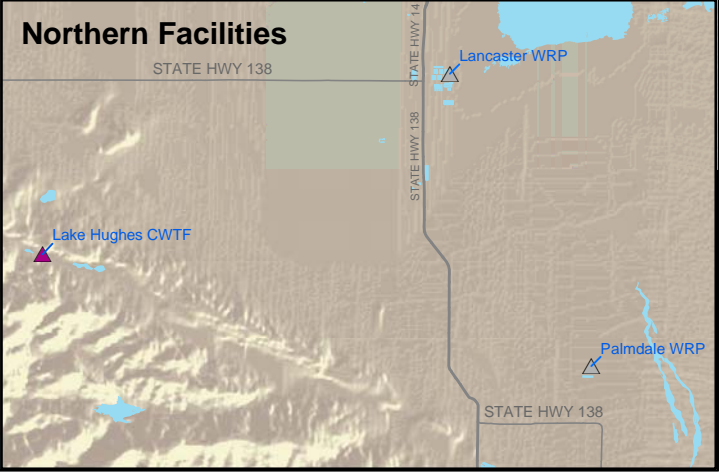 Northern Facilities
STATE HWY 14
Lancaster WRP
STATE HWY 138
STATE HWY 138
Lake Hughes CWTF
Palmdale WRP
STATE HWY 138